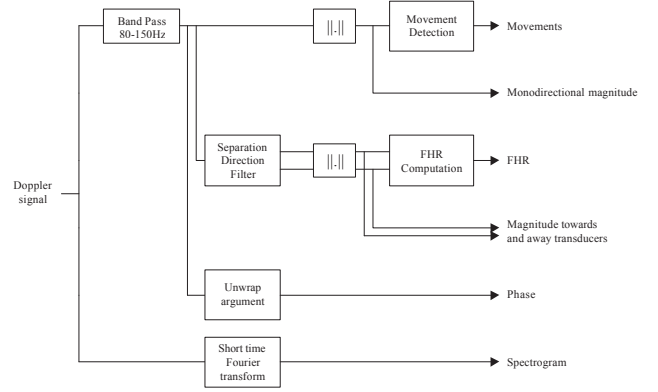 Band Pass
80-150Hz
||.||
Movement
Detection
Movements
Monodirectional magnitude
Separation
Direction
Filter
||.||
FHR
Computation
FHR
Doppler
signal
Magnitude towards
and away transducers
Unwrap
argument
Phase
Short time
Fourier
transform
Spectrogram